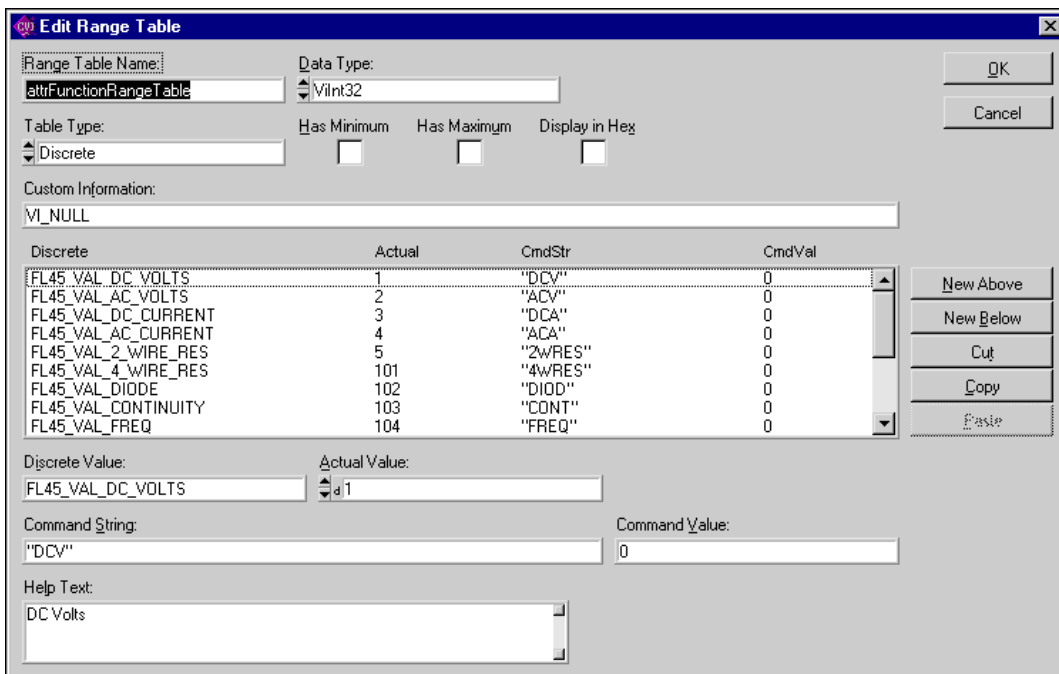 CVI Edit Range Table
Range Table Name: Data Type: OK
attrFunctionRangeTable ViInt32
Cancel
Table Type: Has Minimum Has Maximum Display in Hex
Discrete
Custom Information:
VI_NULL
Discrete Actual CmdStr CmdVal
FL45_VAL_DC_VOLTS 1 "DCV" 0
FL45_VAL_AC_VOLTS 2 "ACV" 0
FL45_VAL_DC_CURRENT 3 "DCA" 0
FL45_VAL_AC_CURRENT 4 "ACA" 0
FL45_VAL_2_WIRE_RES 5 "2WRES" 0
FL45_VAL_4_WIRE_RES 101 "4WRES" 0
FL45_VAL_DIODE 102 "DIOD" 0
FL45_VAL_CONTINUITY 103 "CONT" 0
FL45_VAL_FREQ 104 "FREQ" 0
New Above
New Below
Cut
Copy
Paste
Discrete Value: Actual Value:
FL45_VAL_DC_VOLTS d 1
Command String: Command Value:
"DCV" 0
Help Text:
DC Volts